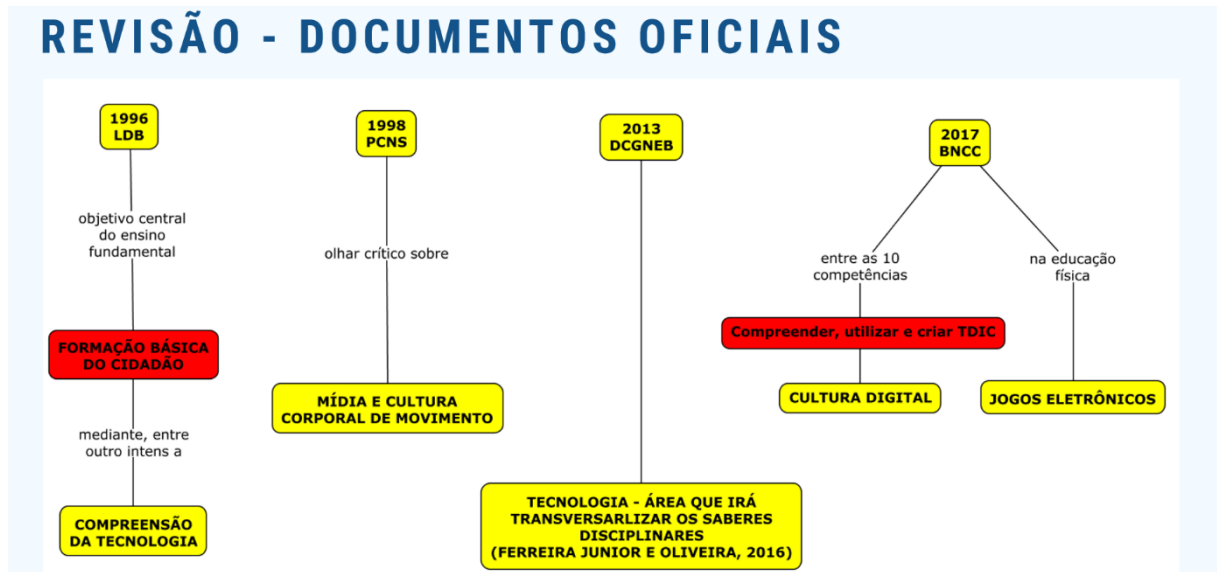 REVISÃO - DOCUMENTOS OFICIAIS
1996
LDB
objetivo central
do ensino
fundamental
FORMAÇÃO BÁSICA
DO CIDADÃO
mediante, entre
outro intens a
COMPREENSÃO
DA TECNOLOGIA
1998
PCNS
olhar crítico sobre
MÍDIA E CULTURA
CORPORAL DE MOVIMENTO
2013
DCGNEB
TECNOLOGIA - ÁREA QUE IRÁ
TRANSVERSARLIZAR OS SABERES
DISCIPLINARES
(FERREIRA JUNIOR E OLIVEIRA, 2016)
2017
BNCC
entre as 10
competências
Compreender, utilizar e criar TDIC
CULTURA DIGITAL
na educação
física
JOGOS ELETRÔNICOS